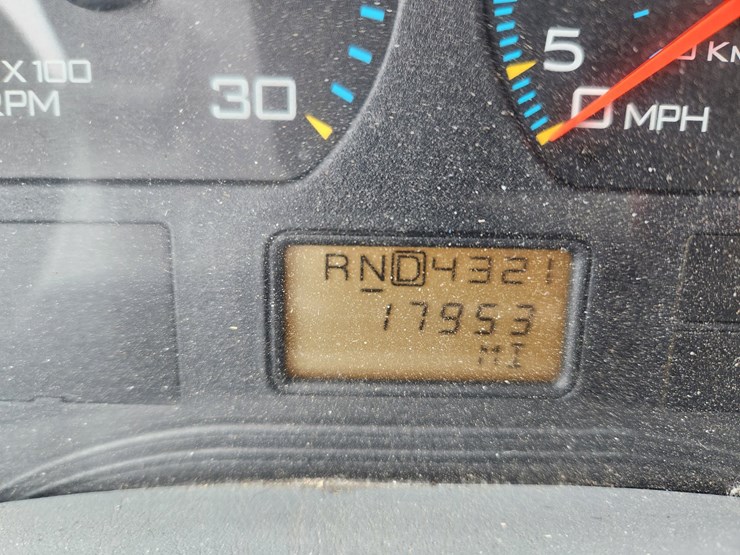 X 100
RPM
30
5
0 MPH
RND4321
17953
MI